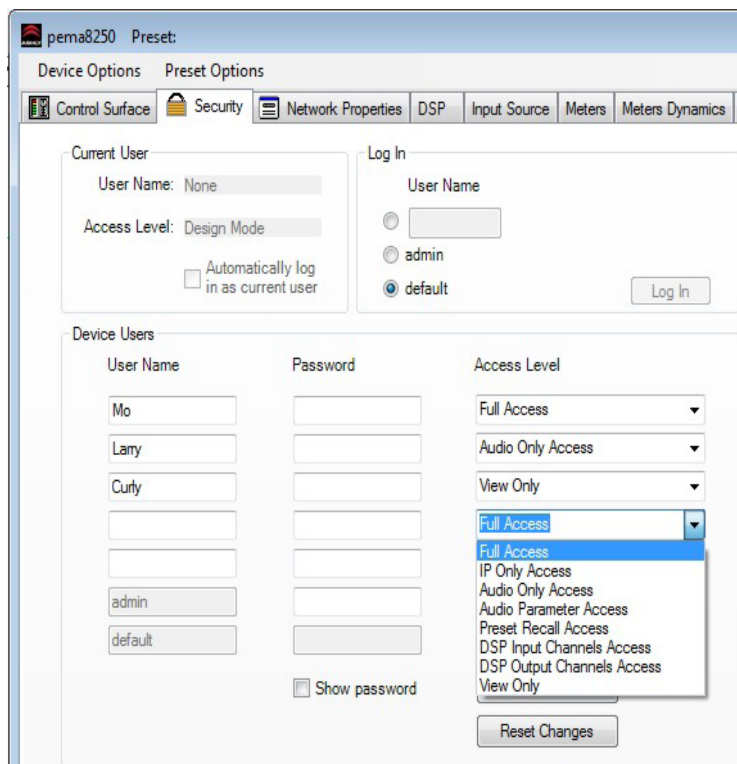 pema8250 Preset:
Device Options Preset Options
Control Surface Security Network Properties DSP Input Source Meters Meters Dynamics
Current User
User Name: None
Access Level: Design Mode
Automatically log
in as current user
Log In
User Name
admin
default
Log In
Device Users
User Name Password Access Level
Mo Full Access
Larry Audio Only Access
Curly View Only
Full Access
Full Access
IP Only Access
Audio Only Access
Audio Parameter Access
Preset Recall Access
DSP Input Channels Access
DSP Output Channels Access
View Only
admin
default
Show password
Reset Changes